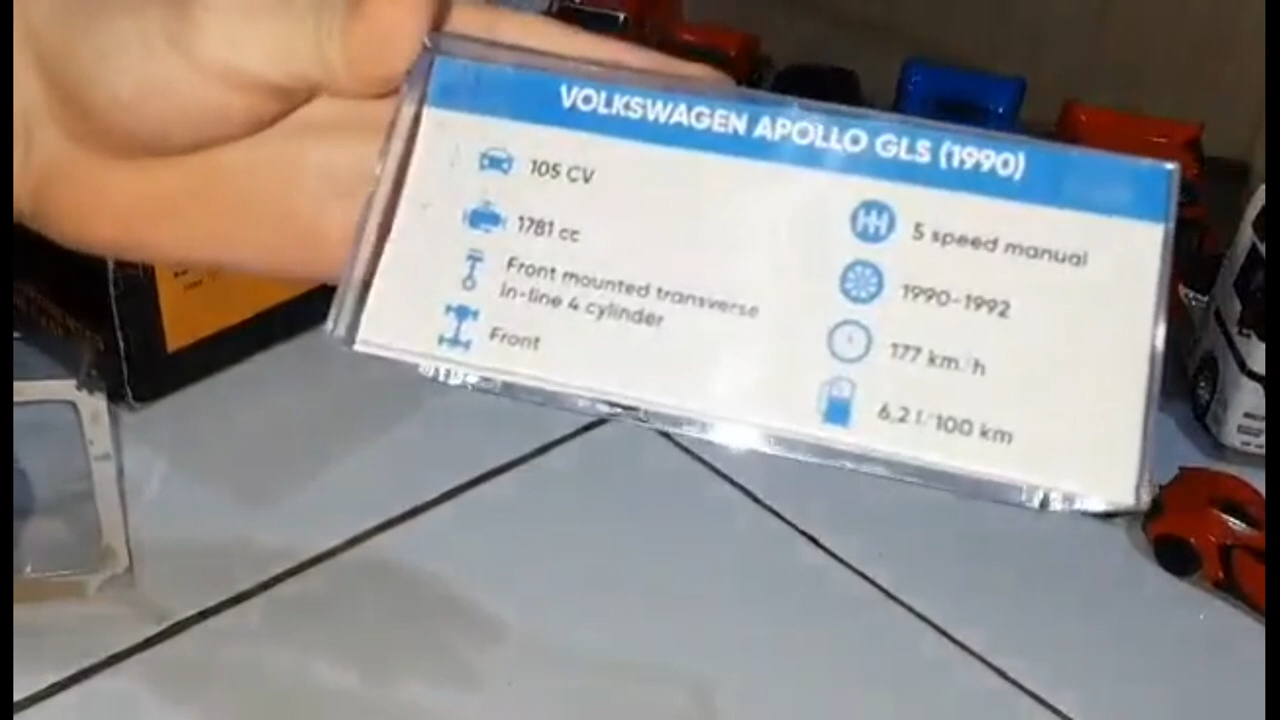 VOLKSWAGEN APOLLO GLS (1990)
105 CV
1781 cc
Front mounted transverse
in-line 4 cylinder
Front
5 speed manual
1990-1992
177 km/h
6,2 l/100 km